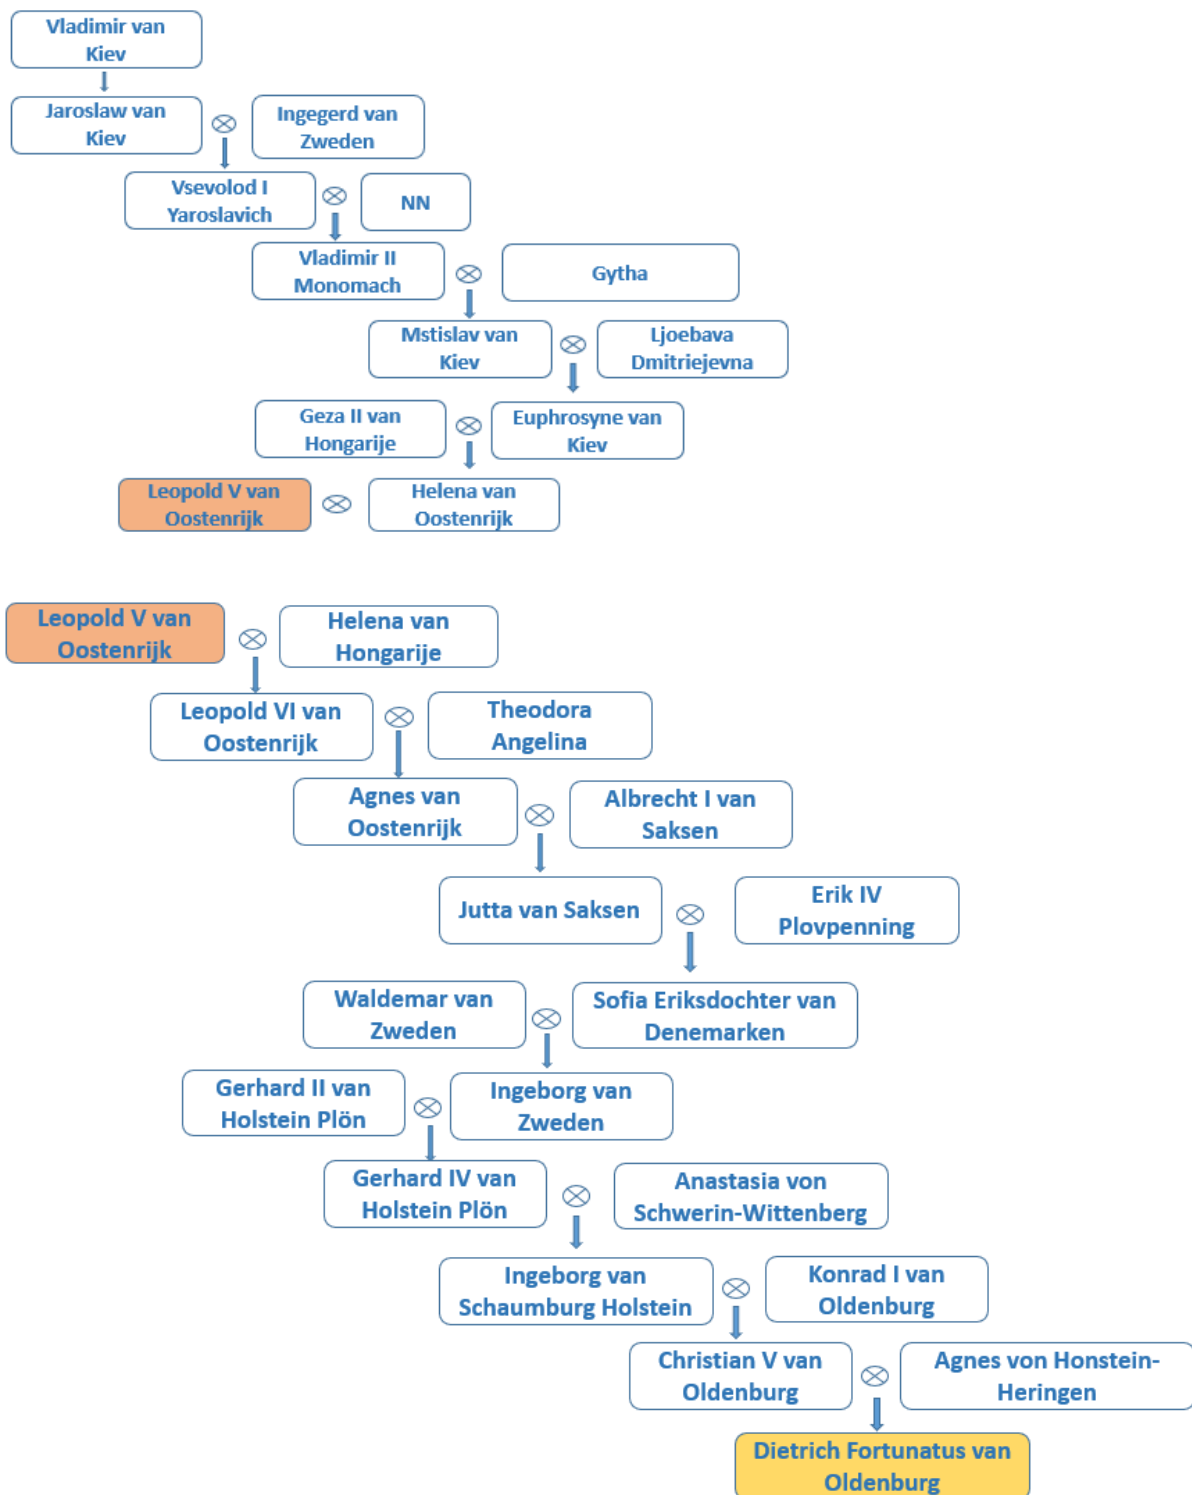 Vladimir van
Kiev
Jaroslaw van
Kiev
Ingegerd van
Zweden
Vsevolod I
Yaroslavich
NN
Vladimir II
Monomach
Gytha
Mstislav van
Kiev
Ljoebava
Dmitriejevna
Geza II van
Hongarije
Euphrosyne van
Kiev
Leopold V van
Oostenrijk
Helena van
Oostenrijk
Leopold V van
Oostenrijk
Helena van
Hongarije
Leopold VI van
Oostenrijk
Theodora
Angelina
Agnes van
Oostenrijk
Albrecht I van
Saksen
Jutta van Saksen
Erik IV
Plovpenning
Waldemar van
Zweden
Sofia Eriksdochter van
Denemarken
Gerhard II van
Holstein Plön
Ingeborg van
Zweden
Gerhard IV van
Holstein Plön
Anastasia von
Schwerin-Wittenberg
Ingeborg van
Schaumburg Holstein
Konrad I van
Oldenburg
Christian V van
Oldenburg
Agnes von Honstein-
Heringen
Dietrich Fortunatus van
Oldenburg